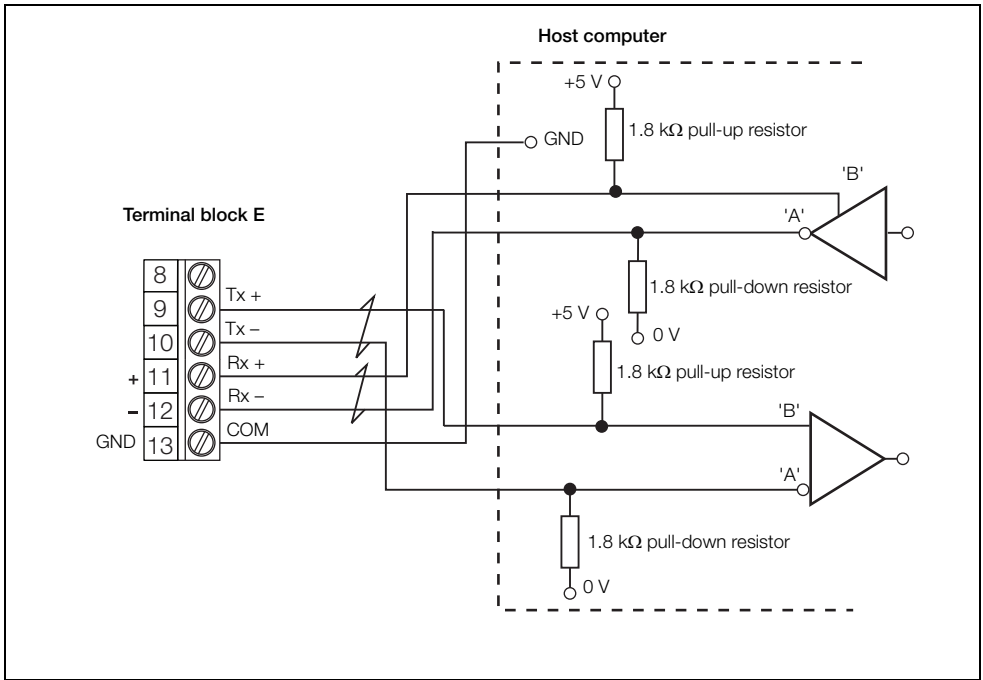 Host computer
+5 V
1.8 kΩ pull-up resistor
GND
'B'
'A'
Terminal block E
1.8 kΩ pull-down resistor
8
9
Tx +
+5 V
0 V
10
Tx –
1.8 kΩ pull-up resistor
+ 11
Rx +
– 12
Rx –
'B'
GND 13
COM
'A'
1.8 kΩ pull-down resistor
0 V